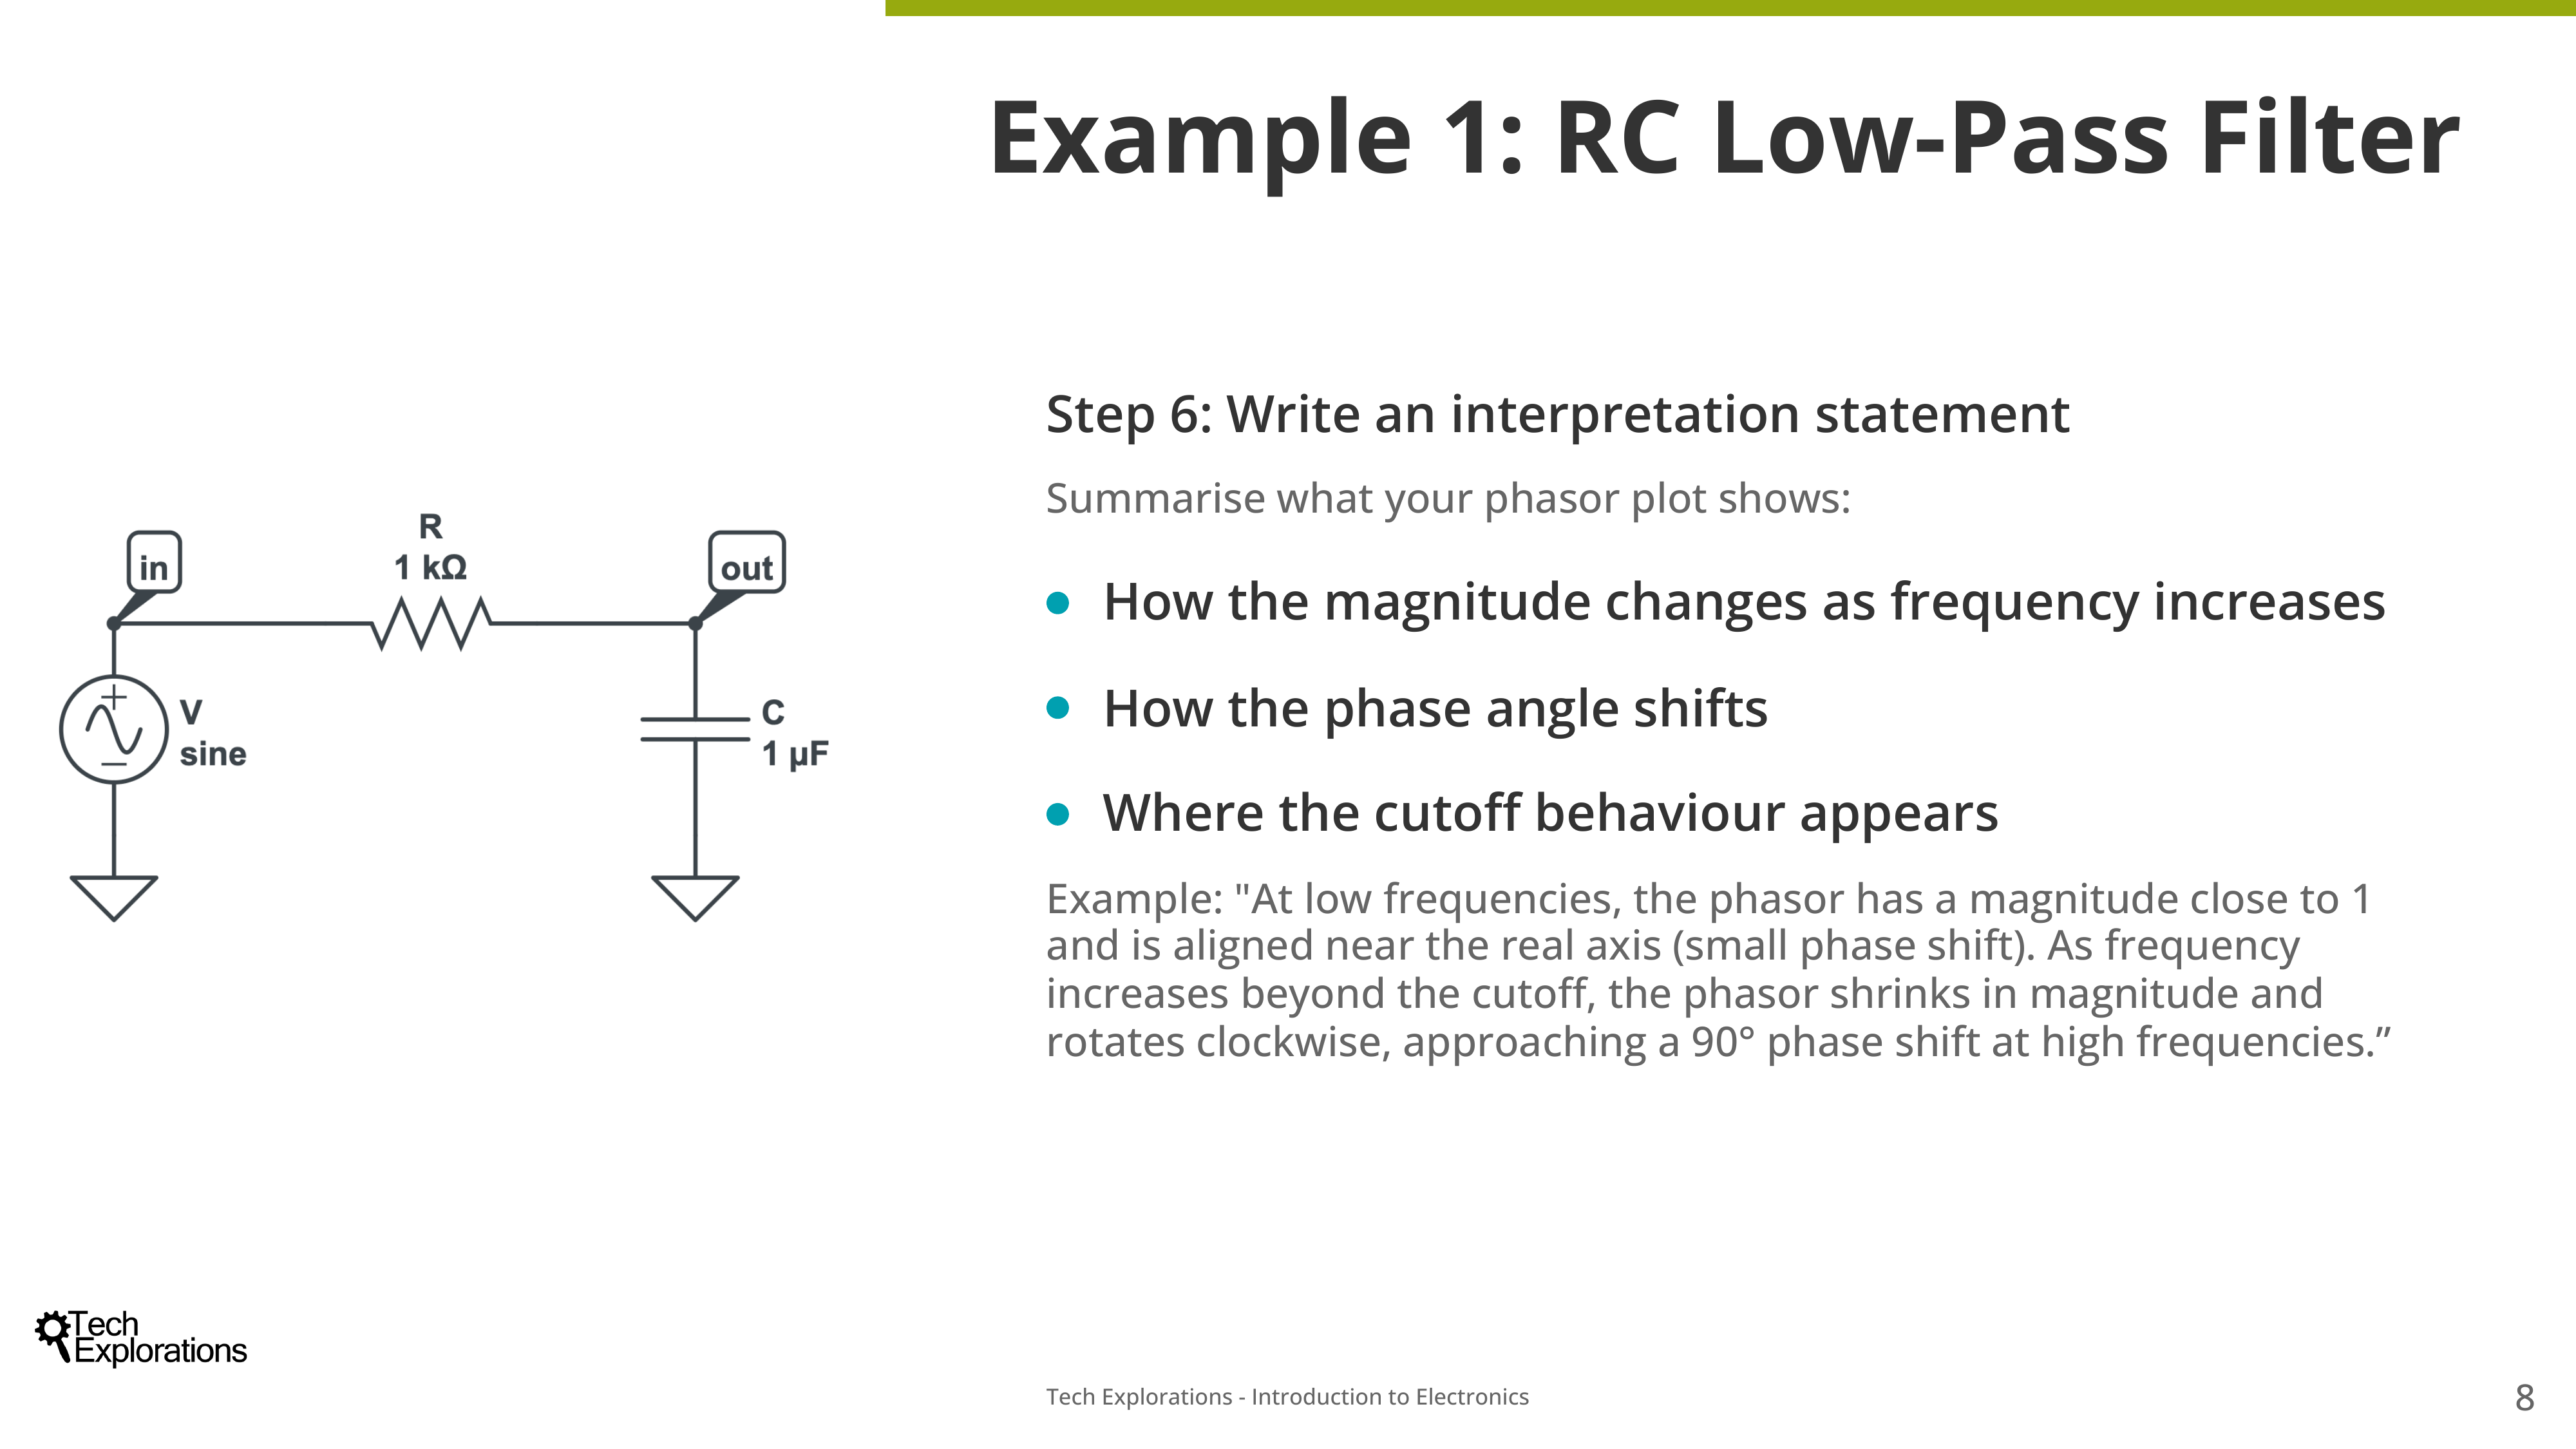 Example 1: RC Low-Pass Filter
Step 6: Write an interpretation statement
Summarise what your phasor plot shows:
How the magnitude changes as frequency increases
How the phase angle shifts
Where the cutoff behaviour appears
Example: "At low frequencies, the phasor has a magnitude close to 1
and is aligned near the real axis (small phase shift). As frequency
increases beyond the cutoff, the phasor shrinks in magnitude and
rotates clockwise, approaching a 90° phase shift at high frequencies.”
R
1 kΩ
in
out
V
sine
C
1 µF
Tech
Explorations
Tech Explorations - Introduction to Electronics
8